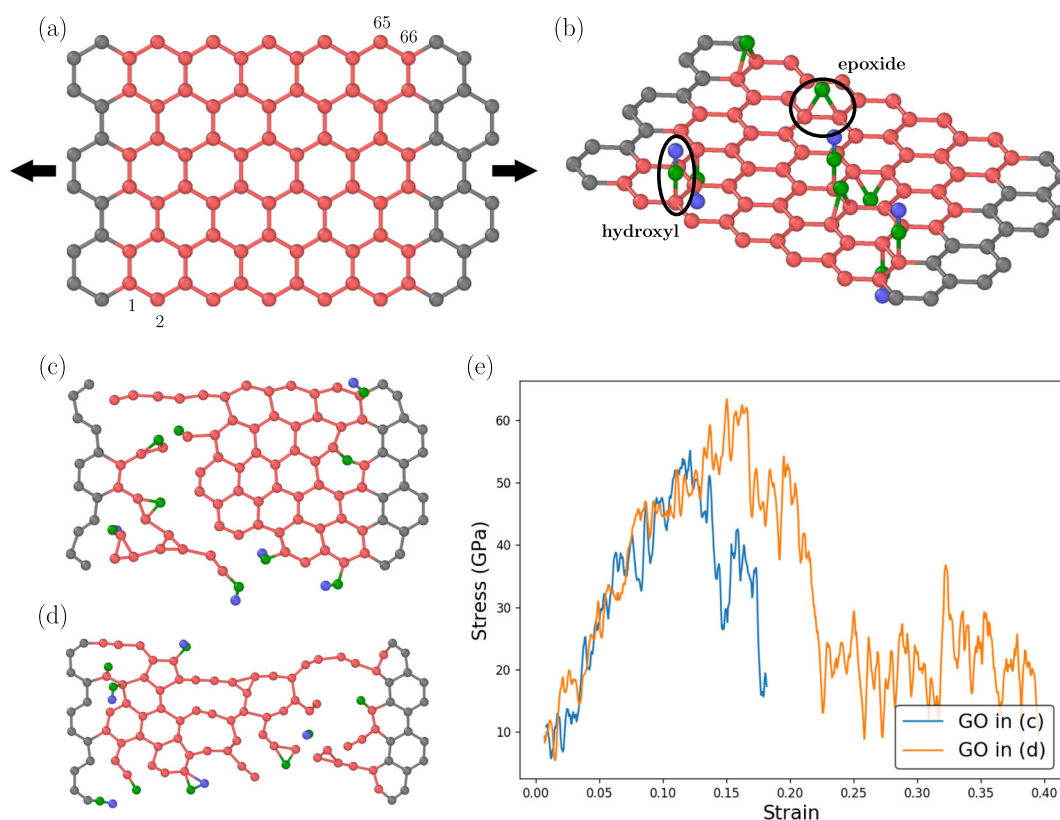 (a)
65
66
1
2
(b)
epoxide
hydroxyl
(c)
(d)
(e)
Stress (GPa)
60
50
40
30
20
10
0.00 0.05 0.10 0.15 0.20 0.25 0.30 0.35 0.40
Strain
GO in (c)
GO in (d)